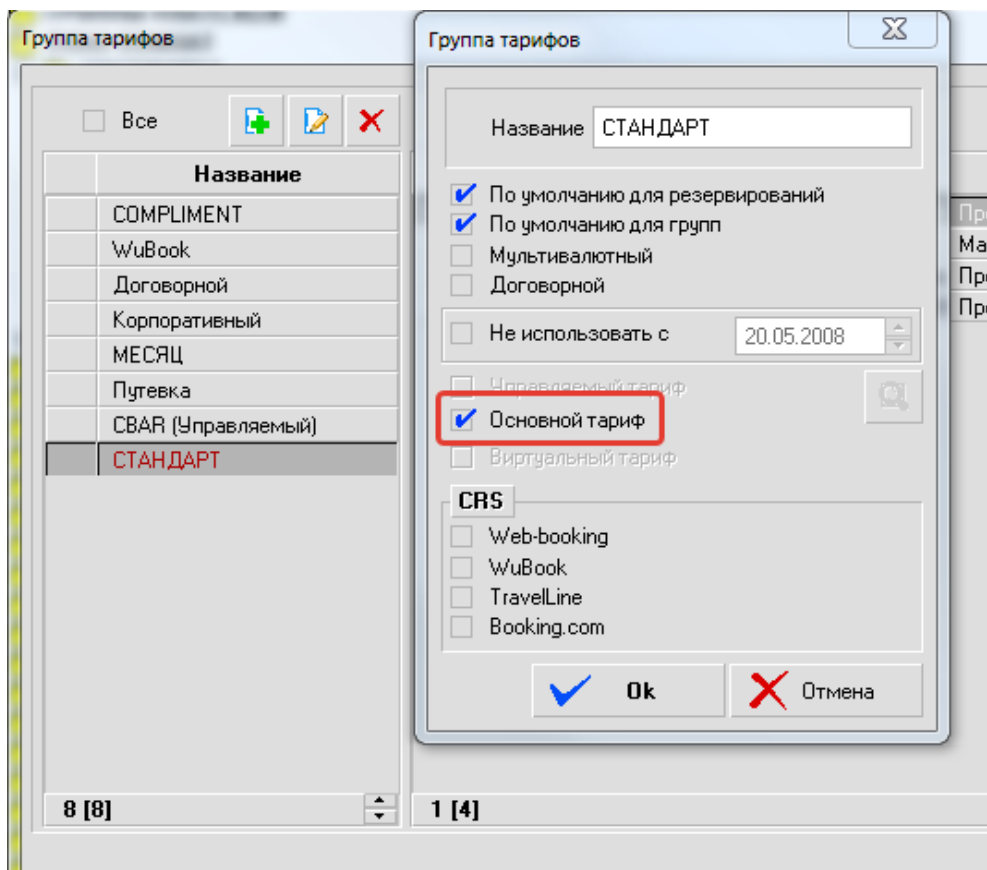 Группа тарифов
Все
Название
COMPLIMENT
WuBook
Договорной
Корпоративный
МЕСЯЦ
Путевка
CBAR (Управляемый)
СТАНДАРТ
8 [8]
Группа тарифов
Название СТАНДАРТ
По умолчанию для резервирований
По умолчанию для групп
Мультивалютный
Договорной
Не использовать с 20.05.2008
Управляемый тариф
Основной тариф
Виртуальный тариф
CRS
Web-booking
WuBook
TravelLine
Booking.com
Ok Отмена
1 [4]